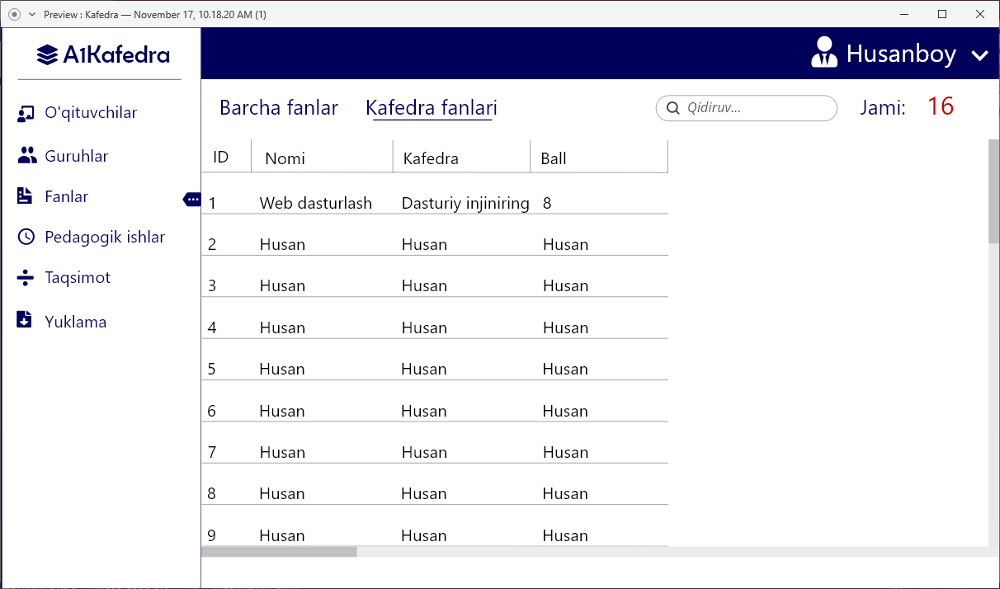 Preview : Kafedra — November 17, 10.18.20 AM (1)
A1Kafedra
Husanboy
O'qituvchilar
Guruhlar
Fanlar
Pedagogik ishlar
Taqsimot
Yuklama
Barcha fanlar Kafedra fanlari Qidiruv... Jami: 16
ID Nomi Kafedra Ball
1 Web dasturlash Dasturiy injiniring 8
2 Husan Husan Husan
3 Husan Husan Husan
4 Husan Husan Husan
5 Husan Husan Husan
6 Husan Husan Husan
7 Husan Husan Husan
8 Husan Husan Husan
9 Husan Husan Husan